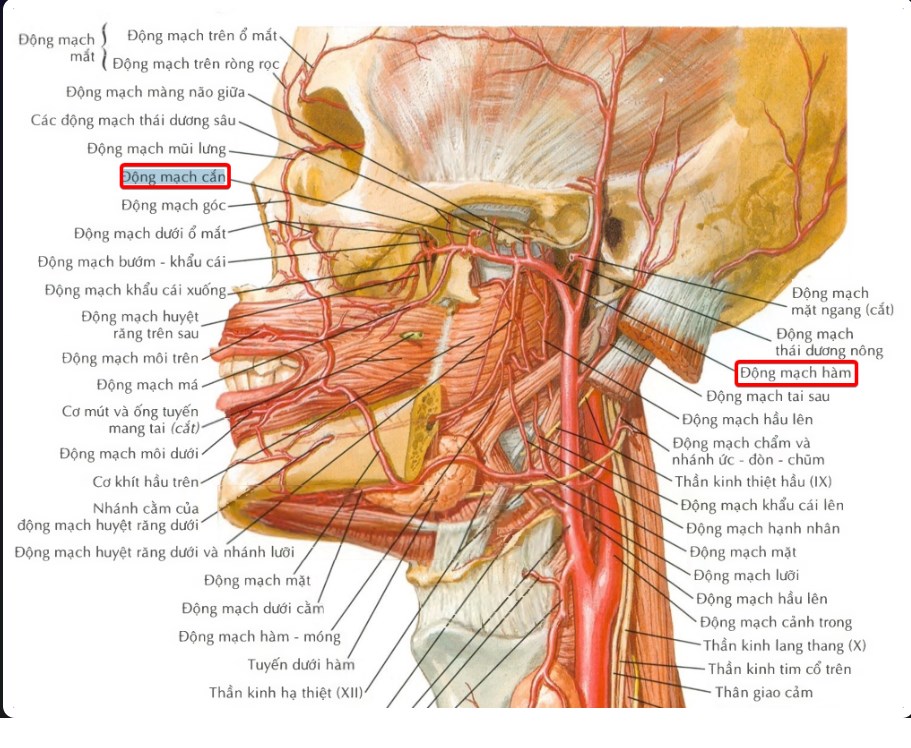 Động mạch
mắt
Động mạch trên ổ mắt
Động mạch trên ròng rọc
Động mạch màng não giữa
Các động mạch thái dương sâu
Động mạch mũi lưng
Động mạch cắn
Động mạch góc
Động mạch dưới ổ mắt
Động mạch bướm - khẩu cái
Động mạch khẩu cái xuống
Động mạch huyệt
răng trên sau
Động mạch môi trên
Động mạch má
Cơ mút và ống tuyến
mang tai (cắt)
Động mạch môi dưới
Cơ khít hầu trên
Nhánh cằm của
động mạch huyệt răng dưới
Động mạch huyệt răng dưới và nhánh lưỡi
Động mạch mặt
Động mạch dưới cằm
Động mạch hàm - móng
Tuyến dưới hàm
Thần kinh hạ thiệt (XII)
Động mạch
mặt ngang (cắt)
Động mạch
thái dương nông
Động mạch hàm
Động mạch tai sau
Động mạch hầu lên
Động mạch chẩm và
nhánh ức - đòn - chũm
Thần kinh thiệt hầu (IX)
Động mạch khẩu cái lên
Động mạch hạnh nhân
Động mạch mặt
Động mạch lưỡi
Động mạch hầu lên
Động mạch cảnh trong
Thần kinh lang thang (X)
Thần kinh tim cổ trên
Thân giao cảm